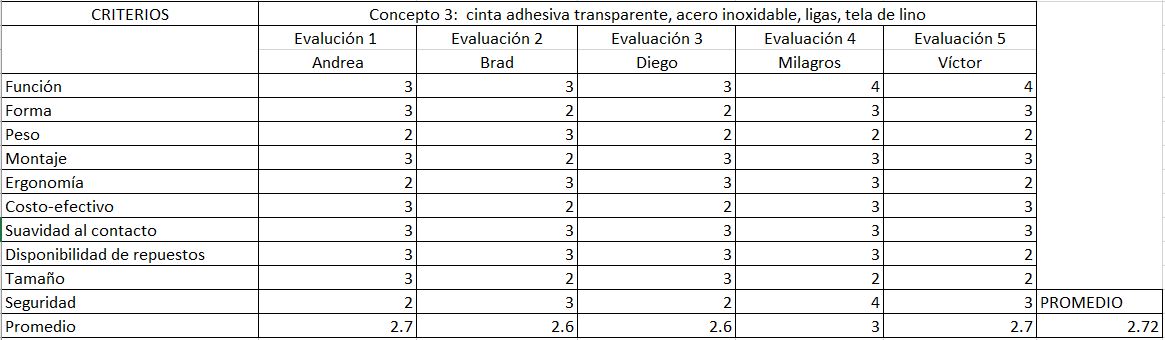 CRITERIOS Concepto 3: cinta adhesiva transparente, acero inoxidable, ligas, tela de lino
Evalución 1 Evaluación 2 Evaluación 3 Evaluación 4 Evaluación 5
Andrea Brad Diego Milagros Víctor
Función 3 3 3 4 4
Forma 3 2 2 3 3
Peso 2 3 2 2 2
Montaje 3 2 3 3 3
Ergonomía 2 3 3 3 2
Costo-efectivo 3 2 2 3 3
Suavidad al contacto 3 3 3 3 3
Disponibilidad de repuestos 3 3 3 3 2
Tamaño 3 2 3 2 2
Seguridad 2 3 2 4 3 PROMEDIO
Promedio 2.7 2.6 2.6 3 2.7 2.72